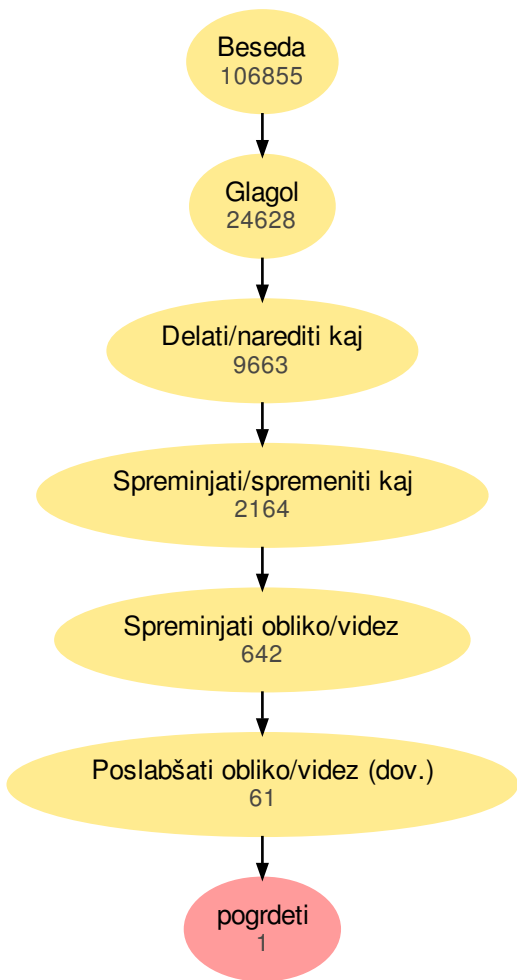 Beseda
106855
Glagol
24628
Delati/narediti kaj
9663
Spreminjati/spremeniti kaj
2164
Spreminjati obliko/videz
642
Poslabšati obliko/videz (dov.)
61
pogrdeti
1